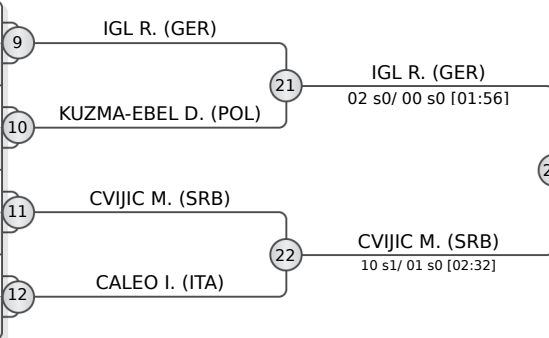 IGL R. (GER)
9
21
IGL R. (GER)
02 s0/ 00 s0 [01:56]
KUZMA-EBEL D. (POL)
10
CVIJIC M. (SRB)
11
22
CVIJIC M. (SRB)
10 s1/ 01 s0 [02:32]
CALEO I. (ITA)
12